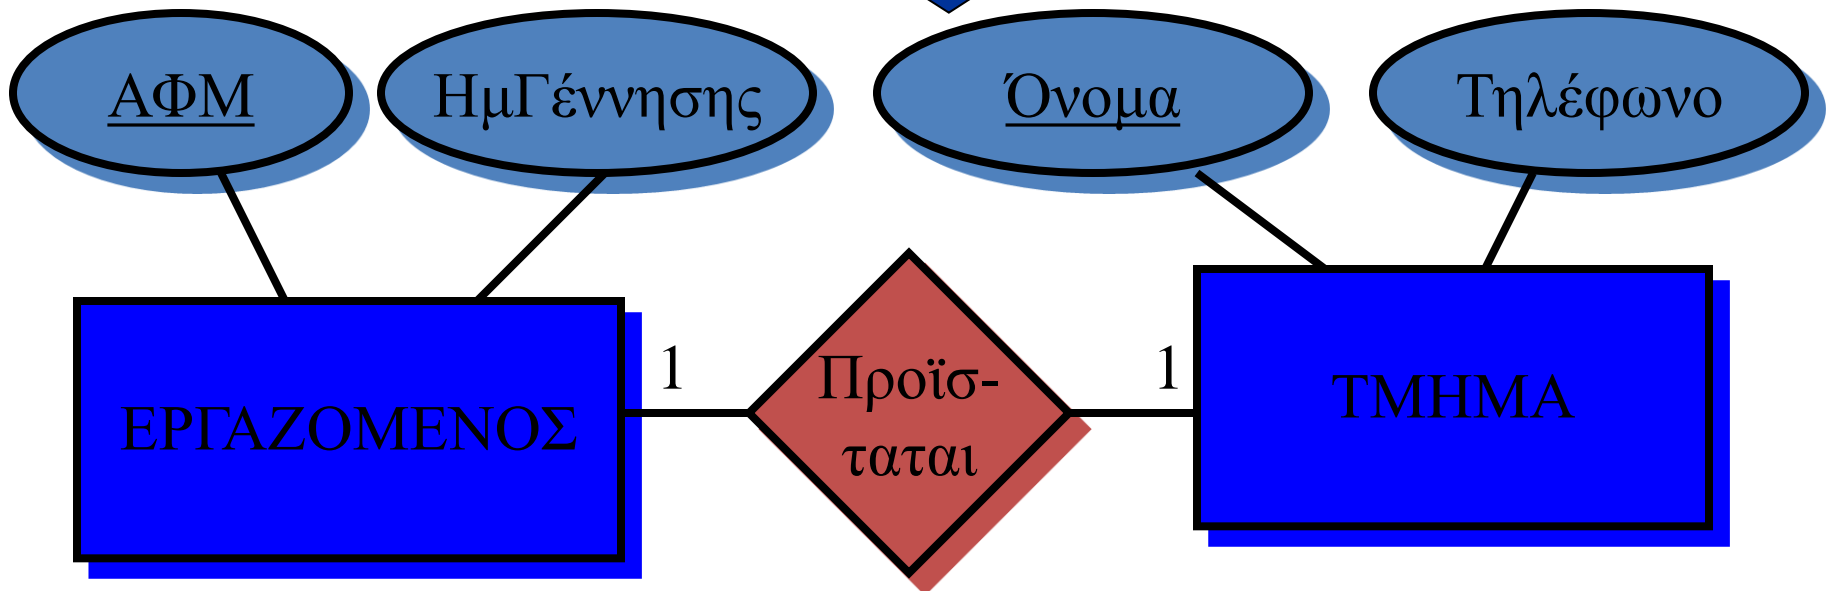 ΑΦΜ
ΗμΓέννησης
Όνομα
Τηλέφωνο
ΕΡΓΑΖΟΜΕΝΟΣ
1
Προϊσ-
ταται
1
ΤΜΗΜΑ